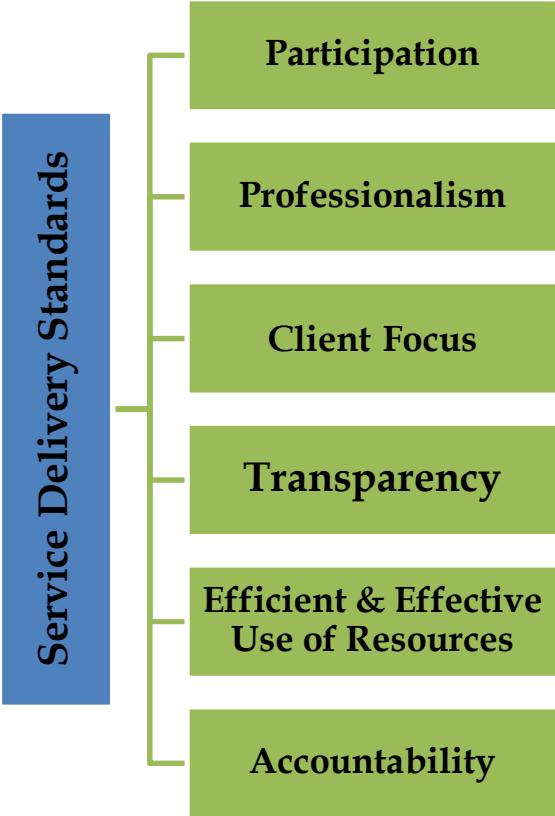 Service Delivery Standards
Participation
Professionalism
Client Focus
Transparency
Efficient & Effective
Use of Resources
Accountability